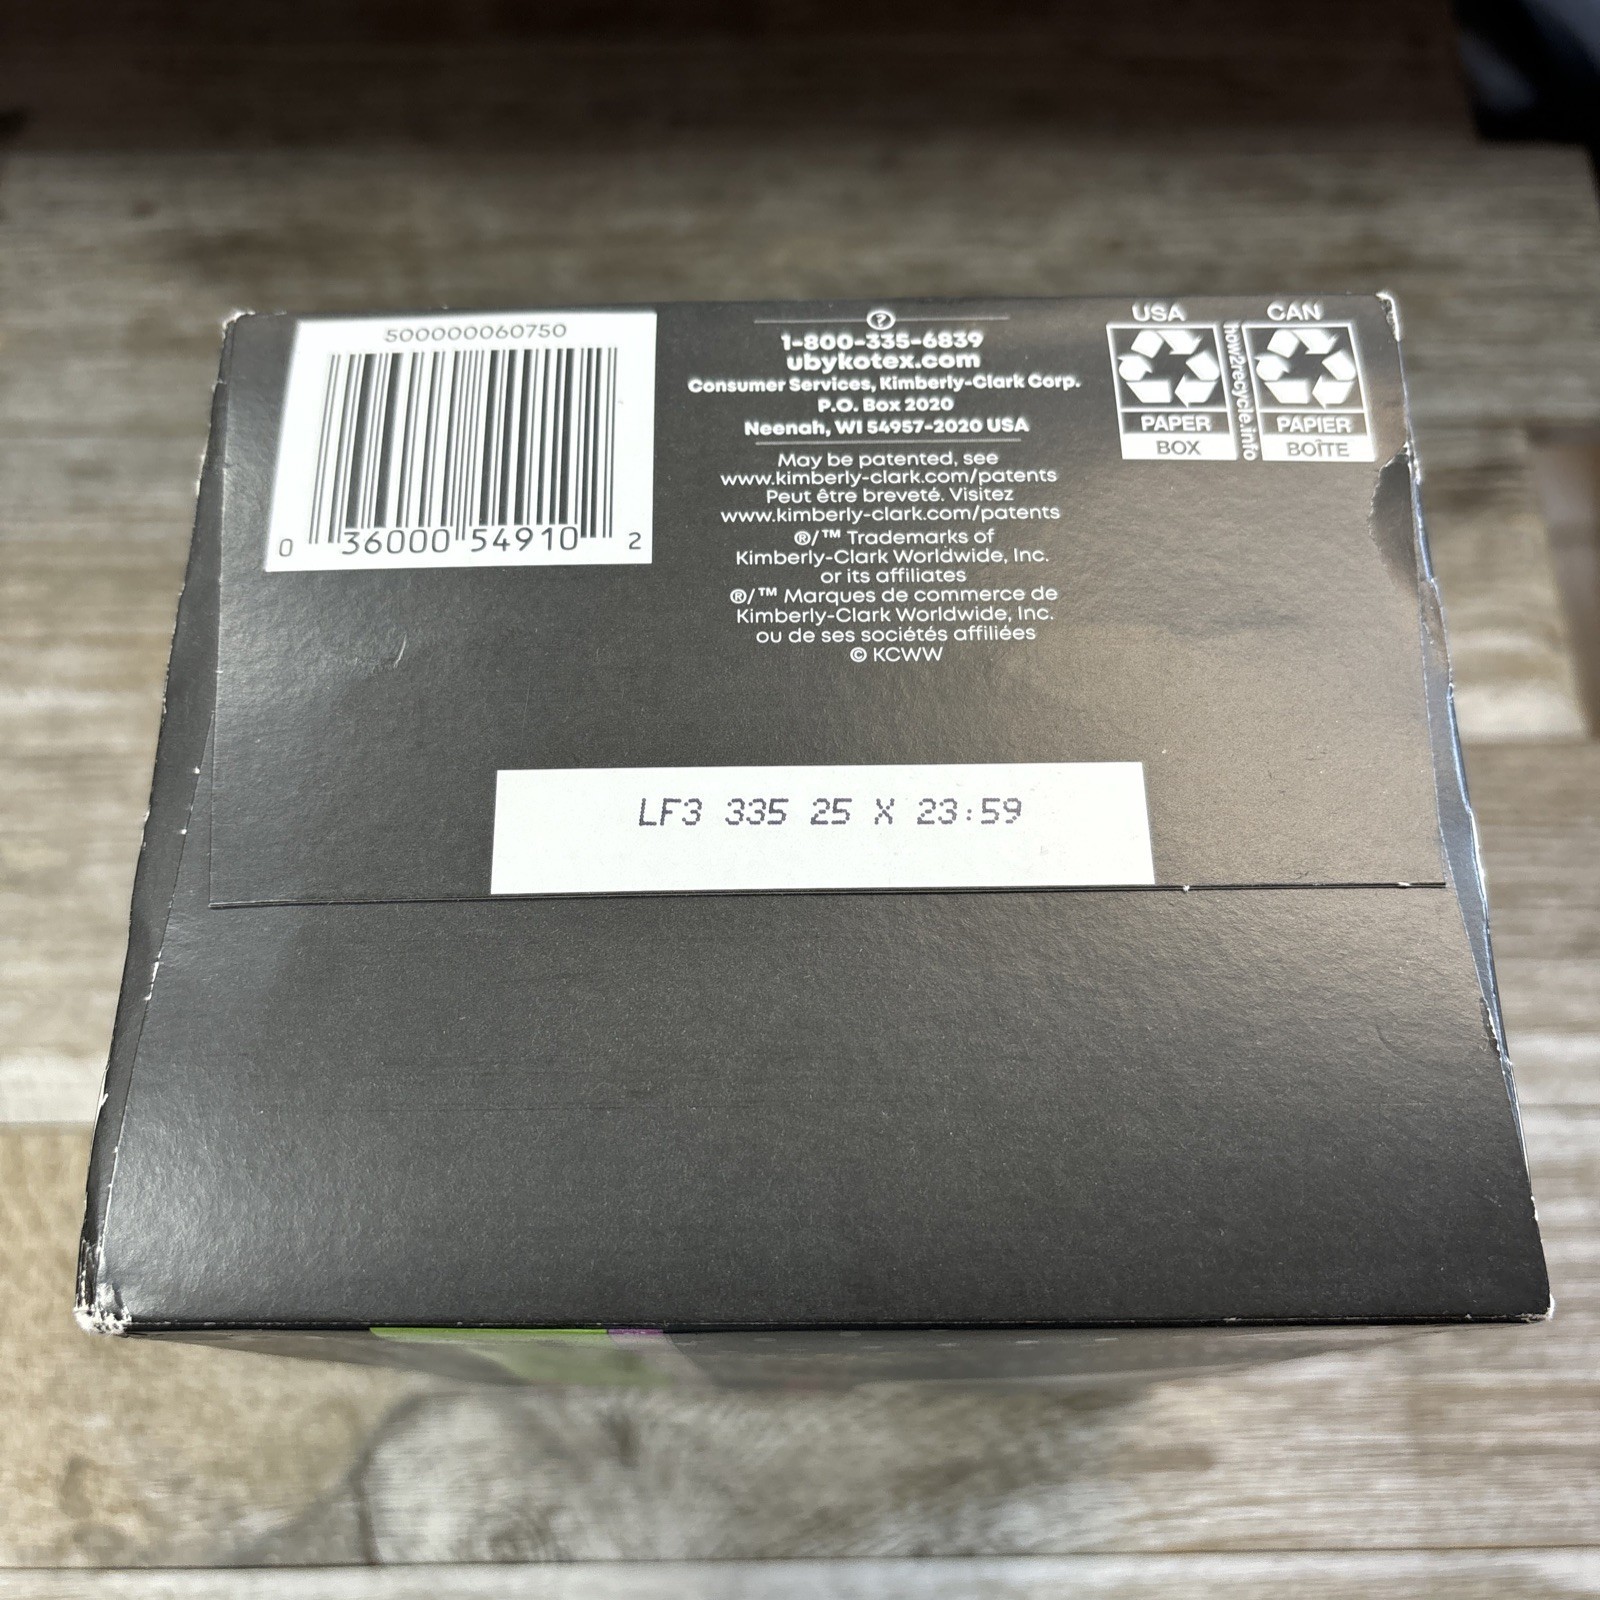 500000060750
0 36000 54910 2
?
1-800-335-6839
ubykotex.com
Consumer Services, Kimberly-Clark Corp.
P.O. Box 2020
Neenah, WI 54957-2020 USA
May be patented, see
www.kimberly-clark.com/patents
Peut être breveté. Visitez
www.kimberly-clark.com/patents
®/™ Trademarks of
Kimberly-Clark Worldwide, Inc.
or its affiliates
®/™ Marques de commerce de
Kimberly-Clark Worldwide, Inc.
ou de ses sociétés affiliées
© KCWW
USA
PAPER
BOX
how2recycle.info
CAN
PAPIER
BOÎTE
LF3 335 25 X 23:59